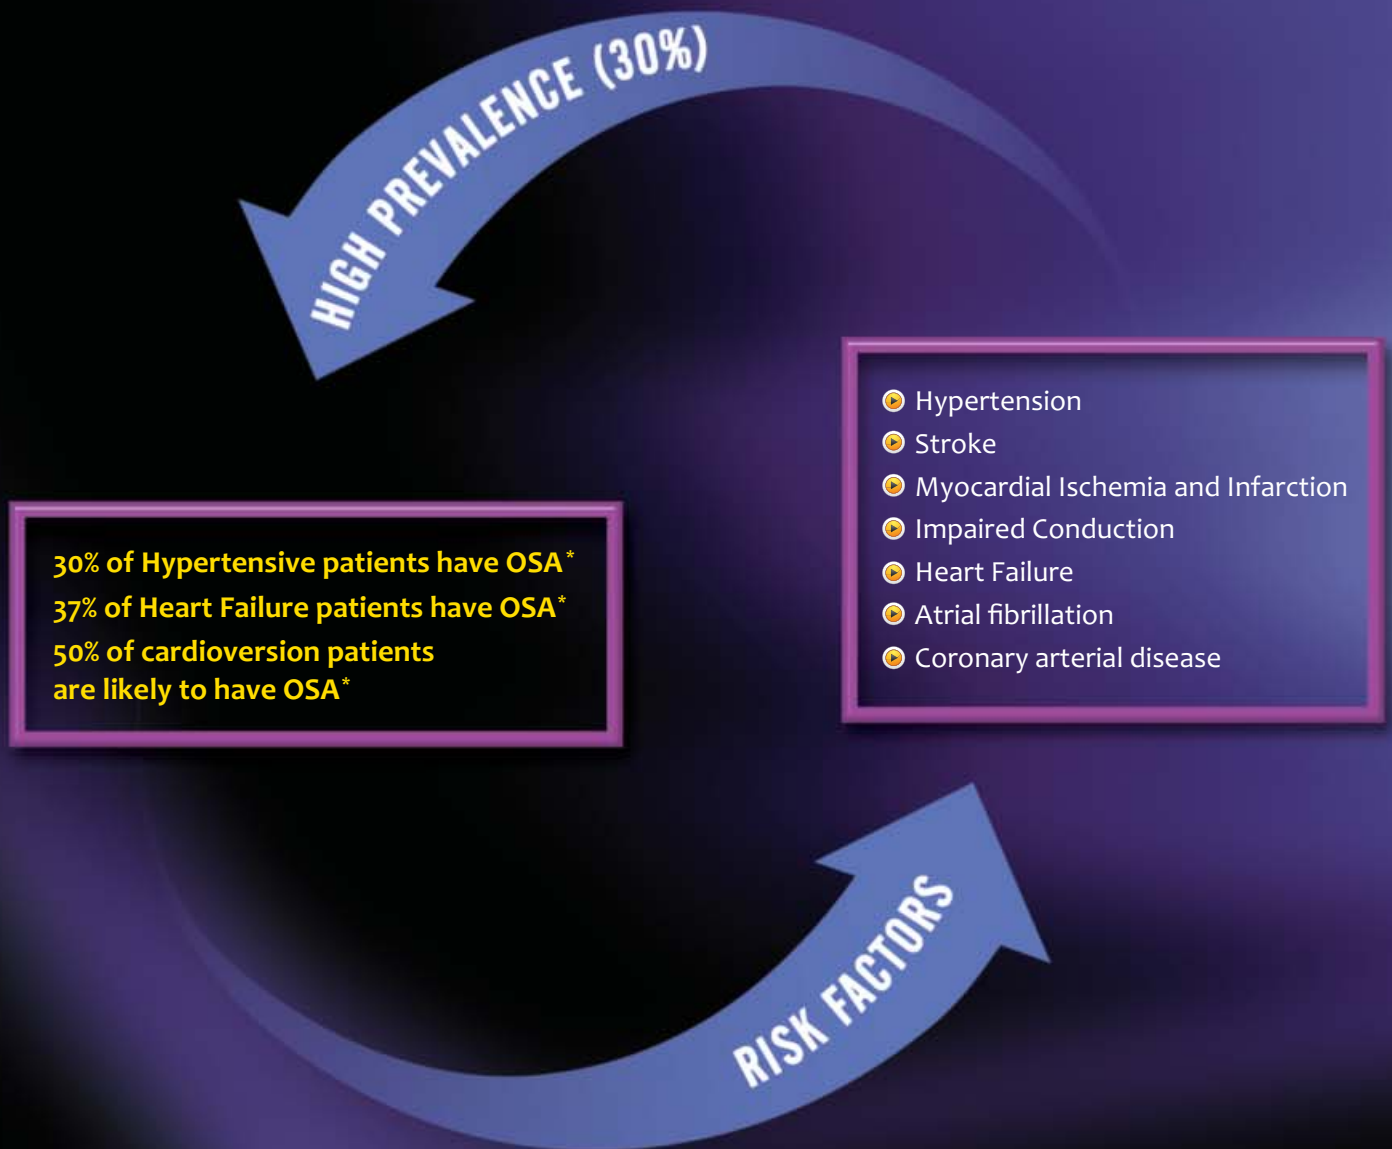 HIGH PREVALENCE (30%)
30% of Hypertensive patients have OSA*
37% of Heart Failure patients have OSA*
50% of cardioversion patients
are likely to have OSA*
Hypertension
Stroke
Myocardial Ischemia and Infarction
Impaired Conduction
Heart Failure
Atrial fibrillation
Coronary arterial disease
RISK FACTORS